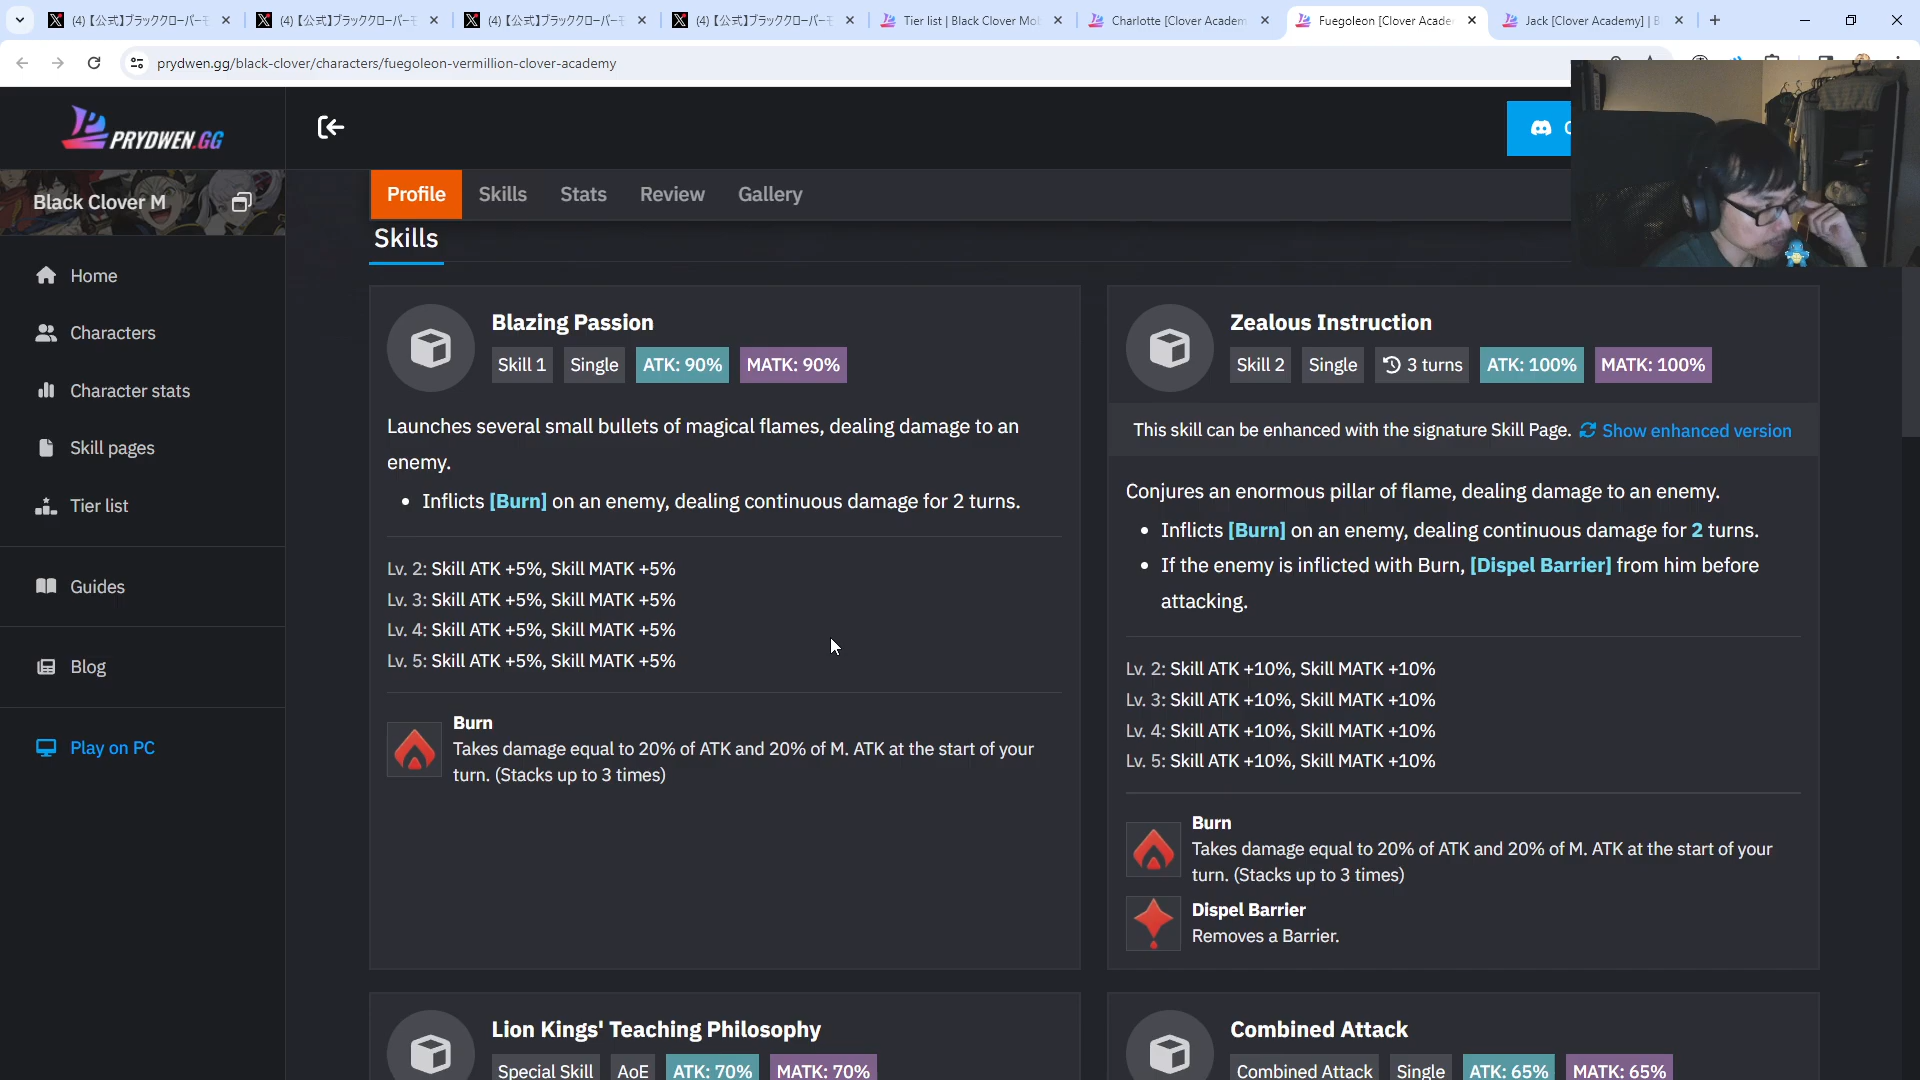 (4) 【公式】ブラッククローバーモ
(4) 【公式】ブラッククローバーモ
(4) 【公式】ブラッククローバーモ
(4) 【公式】ブラッククローバーモ
Tier list | Black Clover Mob
Charlotte [Clover Academ
Fuegoleon [Clover Acade
Jack [Clover Academy] | B
prydwen.gg/black-clover/characters/fuegoleon-vermillion-clover-academy
PRYDWEN.GG
Black Clover M
Home
Characters
Character stats
Skill pages
Tier list
Guides
Blog
Play on PC
Profile
Skills
Stats
Review
Gallery
Skills
Blazing Passion
Skill 1
Single
ATK: 90%
MATK: 90%
Launches several small bullets of magical flames, dealing damage to an
enemy.
• Inflicts [Burn] on an enemy, dealing continuous damage for 2 turns.
Lv. 2: Skill ATK +5%, Skill MATK +5%
Lv. 3: Skill ATK +5%, Skill MATK +5%
Lv. 4: Skill ATK +5%, Skill MATK +5%
Lv. 5: Skill ATK +5%, Skill MATK +5%
Burn
Takes damage equal to 20% of ATK and 20% of M. ATK at the start of your
turn. (Stacks up to 3 times)
Zealous Instruction
Skill 2
Single
3 turns
ATK: 100%
MATK: 100%
This skill can be enhanced with the signature Skill Page. Show enhanced version
Conjures an enormous pillar of flame, dealing damage to an enemy.
• Inflicts [Burn] on an enemy, dealing continuous damage for 2 turns.
• If the enemy is inflicted with Burn, [Dispel Barrier] from him before
attacking.
Lv. 2: Skill ATK +10%, Skill MATK +10%
Lv. 3: Skill ATK +10%, Skill MATK +10%
Lv. 4: Skill ATK +10%, Skill MATK +10%
Lv. 5: Skill ATK +10%, Skill MATK +10%
Burn
Takes damage equal to 20% of ATK and 20% of M. ATK at the start of your
turn. (Stacks up to 3 times)
Dispel Barrier
Removes a Barrier.
Lion Kings' Teaching Philosophy
Special Skill
AoE
ATK: 70%
MATK: 70%
Combined Attack
Combined Attack
Single
ATK: 65%
MATK: 65%